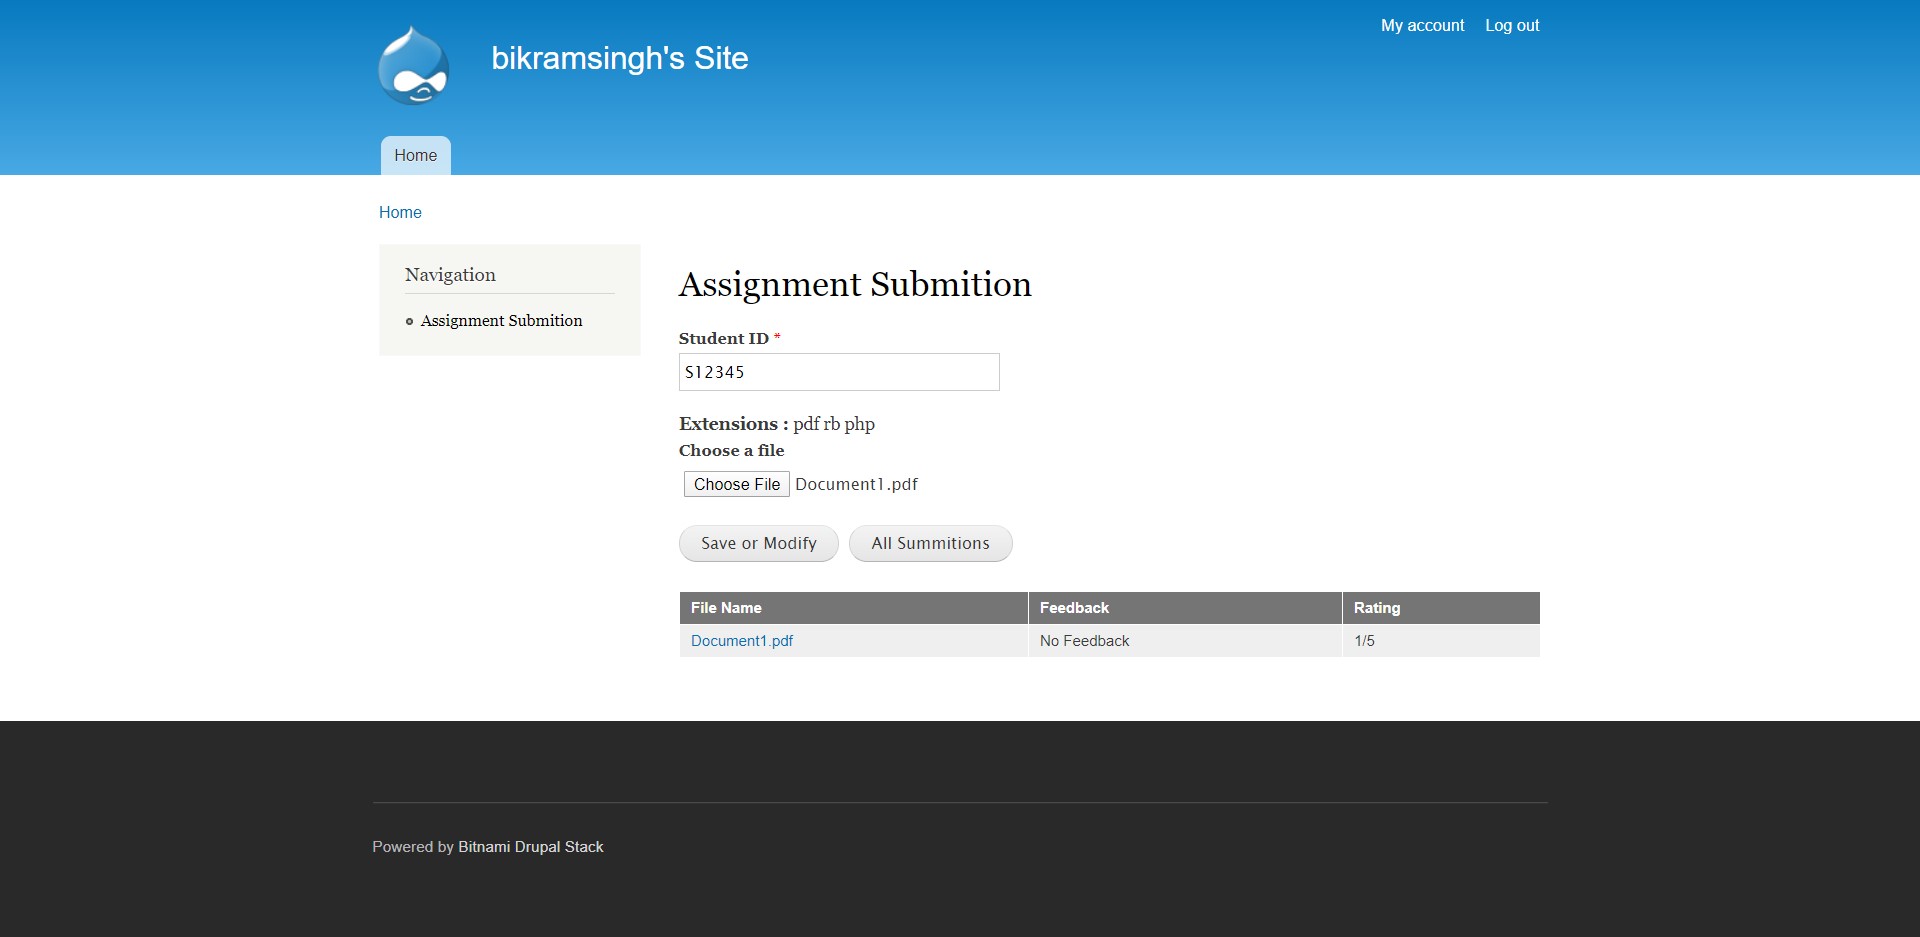 My account Log out
bikramsingh's Site
Home
Home
Navigation
Assignment Submition
Assignment Submition
Student ID *
S12345
Extensions : pdf rb php
Choose a file
Choose File Document1.pdf
Save or Modify All Summitions
File Name Feedback Rating
Document1.pdf No Feedback 1/5
Powered by Bitnami Drupal Stack